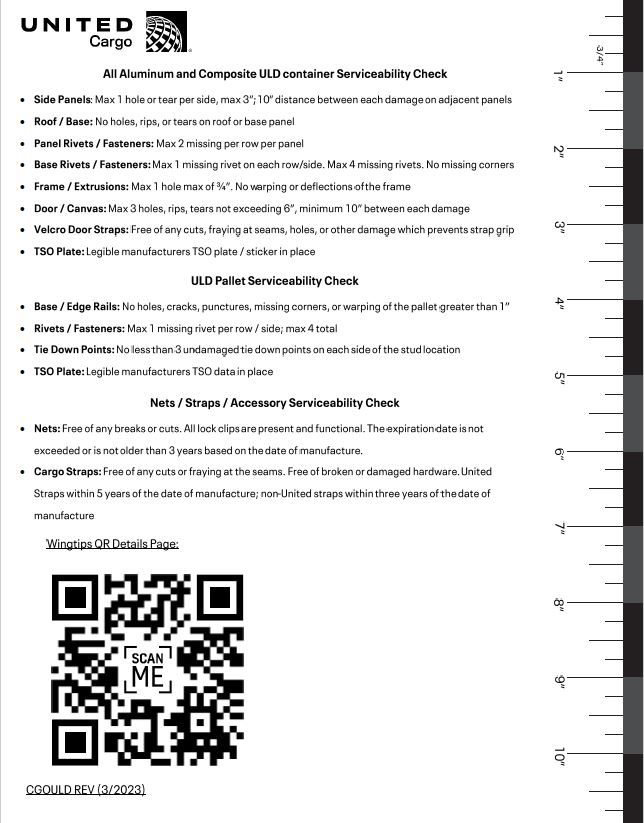 UNITED
Cargo
All Aluminum and Composite ULD container Serviceability Check
• Side Panels: Max 1 hole or tear per side, max 3”; 10” distance between each damage on adjacent panels
• Roof / Base: No holes, rips, or tears on roof or base panel
• Panel Rivets / Fasteners: Max 2 missing per row per panel
• Base Rivets / Fasteners: Max 1 missing rivet on each row/side. Max 4 missing rivets. No missing corners
• Frame / Extrusions: Max 1 hole max of ¾”. No warping or deflections of the frame
• Door / Canvas: Max 3 holes, rips, tears not exceeding 6”, minimum 10” between each damage
• Velcro Door Straps: Free of any cuts, fraying at seams, holes, or other damage which prevents strap grip
• TSO Plate: Legible manufacturers TSO plate / sticker in place
ULD Pallet Serviceability Check
• Base / Edge Rails: No holes, cracks, punctures, missing corners, or warping of the pallet greater than 1”
• Rivets / Fasteners: Max 1 missing rivet per row / side; max 4 total
• Tie Down Points: No less than 3 undamaged tie down points on each side of the stud location
• TSO Plate: Legible manufacturers TSO data in place
Nets / Straps / Accessory Serviceability Check
• Nets: Free of any breaks or cuts. All lock clips are present and functional. The expiration date is not
exceeded or is not older than 3 years based on the date of manufacture.
• Cargo Straps: Free of any cuts or fraying at the seams. Free of broken or damaged hardware. United
Straps within 5 years of the date of manufacture; non-United straps within three years of the date of
manufacture
Wingtips QR Details Page:
SCAN
ME
CGOULD REV (3/2023)
3/4”
1”
2”
3”
4”
5”
6”
7”
8”
9”
10”